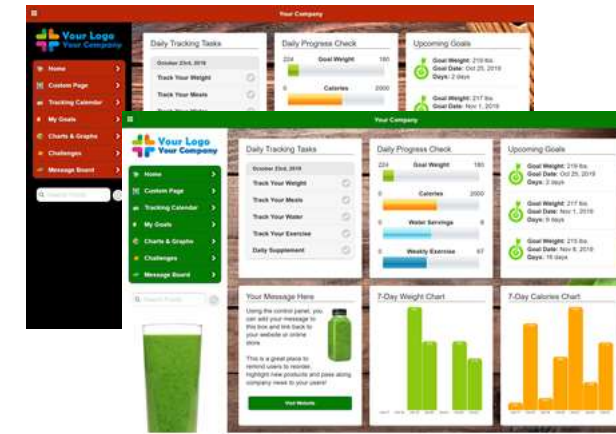 Your Company
Your Logo
Your Company
Home
Custom Page
Tracking Calendar
My Goals
Charts & Graphs
Challenges
Message Board
Daily Tracking Tasks
October 23rd, 2019
Track Your Weight
Track Your Meals
Daily Progress Check
224 Goal Weight 180
Calories
0 2000
Upcoming Goals
Goal Weight: 219 lbs
Goal Date: Oct 25, 2019
Days: 2 days
Goal Weight: 217 lbs
Goal Date: Nov 1, 2019
Your Company
Your Logo
Your Company
Home
Custom Page
Tracking Calendar
My Goals
Charts & Graphs
Challenges
Message Board
Daily Tracking Tasks
October 23rd, 2019
Track Your Weight
Track Your Meals
Track Your Water
Track Your Exercise
Daily Supplement
Daily Progress Check
224 Goal Weight 180
0 Calories 2000
Water Servings
Weekly Exercise
Upcoming Goals
Goal Weight: 219 lbs
Goal Date: Oct 25, 2019
Days: 2 days
Goal Weight: 217 lbs
Goal Date: Nov 1, 2019
Days: 9 days
Goal Weight: 215 lbs
Goal Date: Nov 8, 2019
Days: 16 days
Your Message Here
Using the control panel, you
can add your message to
this box and link back to
your website or online
store.
This is a great place to
remind users to reorder,
highlight new products and pass along
company news to your users!
Visit Website
7-Day Weight Chart
7-Day Calories Chart